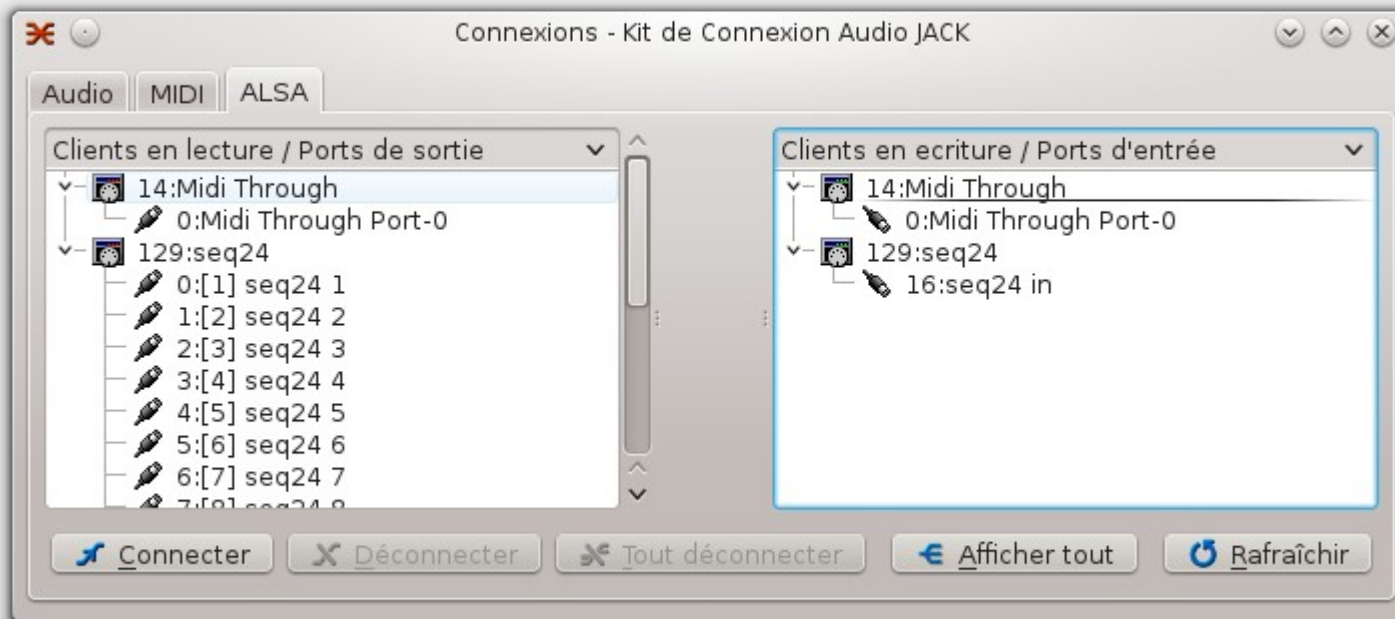 Connexions - Kit de Connexion Audio JACK
Audio MIDI ALSA
Clients en lecture / Ports de sortie
14:Midi Through
0:Midi Through Port-0
129:seq24
0:[1] seq24 1
1:[2] seq24 2
2:[3] seq24 3
3:[4] seq24 4
4:[5] seq24 5
5:[6] seq24 6
6:[7] seq24 7
7:[8] seq24 8
Clients en ecriture / Ports d'entrée
14:Midi Through
0:Midi Through Port-0
129:seq24
16:seq24 in
Connecter Déconnecter Tout déconnecter Afficher tout Rafraîchir